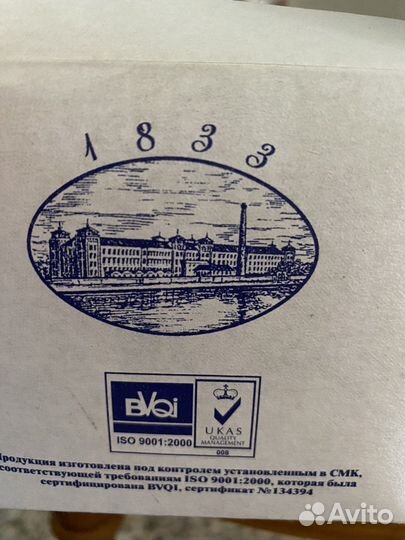 1833
BVQi
ISO 9001:2000
UKAS
QUALITY
MANAGEMENT
008
Продукция изготовлена под контролем установленным в СМК,
соответствующей требованиям ISO 9001:2000, которая была
сертифицирована BVQI, сертификат №134394
Avito